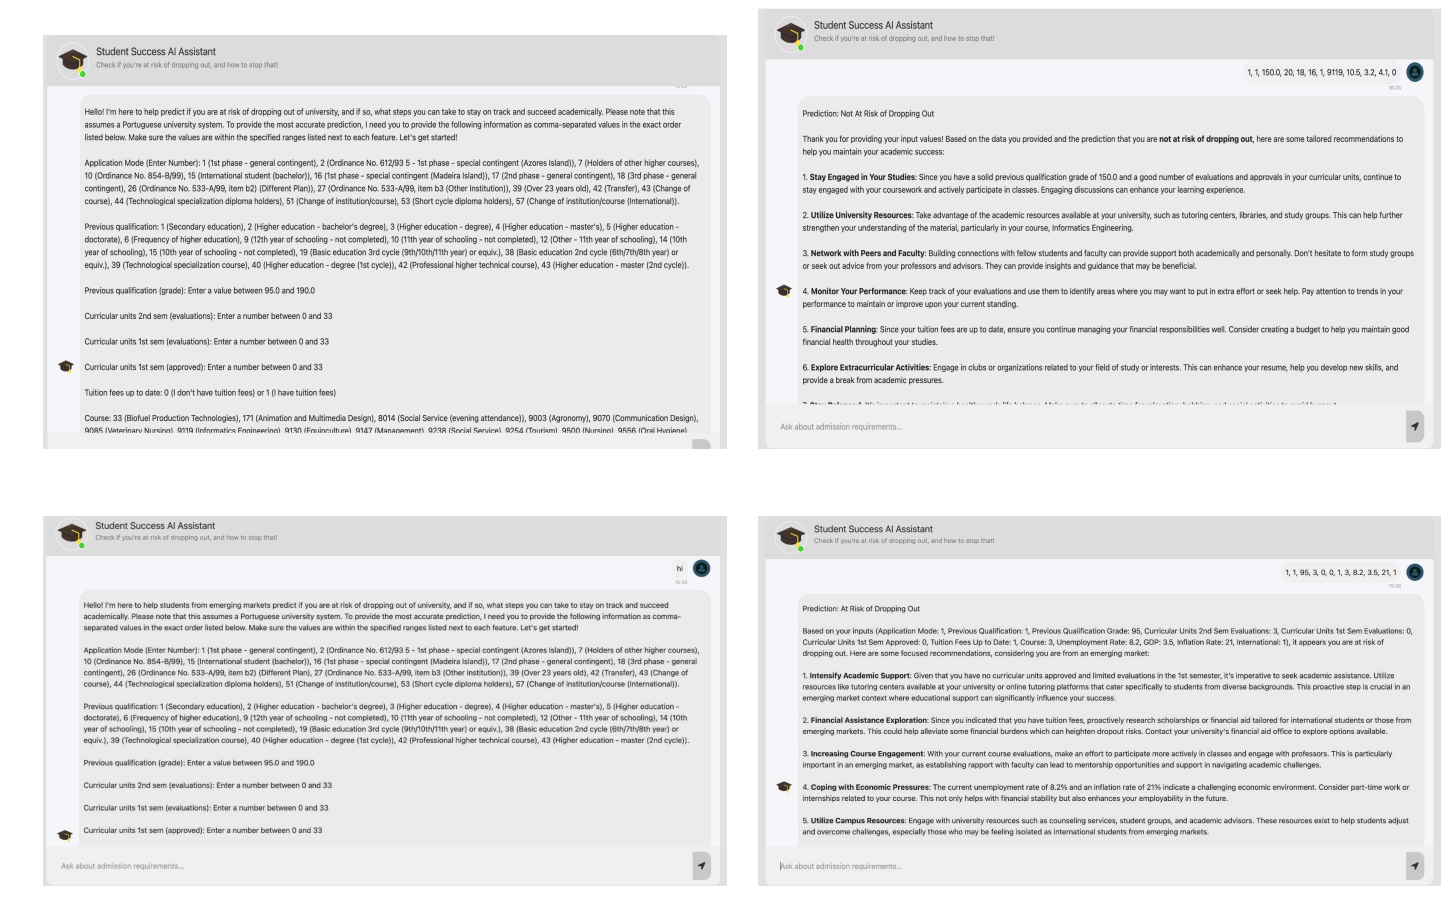 Student Success AI Assistant
Check if you're at risk of dropping out, and how to stop that!
Hello! I'm here to help predict if you are at risk of dropping out of university, and if so, what steps you can take to stay on track and succeed academically. Please note that this
assumes a Portuguese university system. To provide the most accurate prediction, I need you to provide the following information as comma-separated values in the exact order
listed below. Make sure the values are within the specified ranges listed next to each feature. Let's get started!
Application Mode (Enter Number): 1 (1st phase - general contingent), 2 (Ordinance No. 612/93 5 - 1st phase - special contingent (Azores Island)), 7 (Holders of other higher courses),
10 (Ordinance No. 854-B/99), 15 (International student (bachelor)), 16 (1st phase - special contingent (Madeira Island)), 17 (2nd phase - general contingent), 18 (3rd phase - general
contingent), 26 (Ordinance No. 533-A/99, item b2) (Different Plan)), 27 (Ordinance No. 533-A/99, item b3 (Other Institution)), 39 (Over 23 years old), 42 (Transfer), 43 (Change of
course), 44 (Technological specialization diploma holders), 51 (Change of institution/course), 53 (Short cycle diploma holders), 57 (Change of institution/course (International)).
Previous qualification: 1 (Secondary education), 2 (Higher education - bachelor's degree), 3 (Higher education - degree), 4 (Higher education - master's), 5 (Higher education -
doctorate), 6 (Frequency of higher education), 9 (12th year of schooling - not completed), 10 (11th year of schooling - not completed), 12 (Other - 11th year of schooling), 14 (10th
year of schooling), 15 (10th year of schooling - not completed), 19 (Basic education 3rd cycle (9th/10th/11th year) or equiv.), 38 (Basic education 2nd cycle (6th/7th/8th year) or
equiv.), 39 (Technological specialization course), 40 (Higher education - degree (1st cycle)), 42 (Professional higher technical course), 43 (Higher education - master (2nd cycle)).
Previous qualification (grade): Enter a value between 95.0 and 190.0
Curricular units 2nd sem (evaluations): Enter a number between 0 and 33
Curricular units 1st sem (evaluations): Enter a number between 0 and 33
Curricular units 1st sem (approved): Enter a number between 0 and 33
Tuition fees up to date: 0 (I don't have tuition fees) or 1 (I have tuition fees)
Course: 33 (Biofuel Production Technologies), 171 (Animation and Multimedia Design), 8014 (Social Service (evening attendance)), 9003 (Agronomy), 9070 (Communication Design),
9085 (Veterinary Nursing), 9119 (Informatics Engineering), 9130 (Equinculture), 9147 (Management), 9238 (Social Service), 9254 (Tourism), 9500 (Nursing), 9556 (Oral Hygiene)
Student Success AI Assistant
Check if you're at risk of dropping out, and how to stop that!
1, 1, 150.0, 20, 18, 16, 1, 9119, 10.5, 3.2, 4.1, 0
16:24
Prediction: Not At Risk of Dropping Out
Thank you for providing your input values! Based on the data you provided and the prediction that you are not at risk of dropping out, here are some tailored recommendations to
help you maintain your academic success:
1. Stay Engaged in Your Studies: Since you have a solid previous qualification grade of 150.0 and a good number of evaluations and approvals in your curricular units, continue to
stay engaged with your coursework and actively participate in classes. Engaging discussions can enhance your learning experience.
2. Utilize University Resources: Take advantage of the academic resources available at your university, such as tutoring centers, libraries, and study groups. This can help further
strengthen your understanding of the material, particularly in your course, Informatics Engineering.
3. Network with Peers and Faculty: Building connections with fellow students and faculty can provide support both academically and personally. Don't hesitate to form study groups
or seek out advice from your professors and advisors. They can provide insights and guidance that may be beneficial.
4. Monitor Your Performance: Keep track of your evaluations and use them to identify areas where you may want to put in extra effort or seek help. Pay attention to trends in your
performance to maintain or improve upon your current standing.
5. Financial Planning: Since your tuition fees are up to date, ensure you continue managing your financial responsibilities well. Consider creating a budget to help you maintain good
financial health throughout your studies.
6. Explore Extracurricular Activities: Engage in clubs or organizations related to your field of study or interests. This can enhance your resume, help you develop new skills, and
provide a break from academic pressures.
Ask about admission requirements...
Student Success AI Assistant
Check if you're at risk of dropping out, and how to stop that!
hi
Hello! I'm here to help students from emerging markets predict if you are at risk of dropping out of university, and if so, what steps you can take to stay on track and succeed
academically. Please note that this assumes a Portuguese university system. To provide the most accurate prediction, I need you to provide the following information as comma-
separated values in the exact order listed below. Make sure the values are within the specified ranges listed next to each feature. Let's get started!
Application Mode (Enter Number): 1 (1st phase - general contingent), 2 (Ordinance No. 612/93 5 - 1st phase - special contingent (Azores Island)), 7 (Holders of other higher courses),
10 (Ordinance No. 854-B/99), 15 (International student (bachelor)), 16 (1st phase - special contingent (Madeira Island)), 17 (2nd phase - general contingent), 18 (3rd phase - general
contingent), 26 (Ordinance No. 533-A/99, item b2) (Different Plan), 27 (Ordinance No. 533-A/99, item b3 (Other Institution)), 39 (Over 23 years old), 42 (Transfer), 43 (Change of
course), 44 (Technological specialization diploma holders), 51 (Change of institution/course), 53 (Short cycle diploma holders), 57 (Change of institution/course (International)).
Previous qualification: 1 (Secondary education), 2 (Higher education - bachelor's degree), 3 (Higher education - degree), 4 (Higher education - master's), 5 (Higher education -
doctorate), 6 (Frequency of higher education), 9 (12th year of schooling - not completed), 10 (11th year of schooling - not completed), 12 (Other - 11th year of schooling), 14 (10th
year of schooling), 15 (10th year of schooling - not completed), 19 (Basic education 3rd cycle (9th/10th/11th year) or equiv.), 38 (Basic education 2nd cycle (6th/7th/8th year) or
equiv.), 39 (Technological specialization course), 40 (Higher education - degree (1st cycle)), 42 (Professional higher technical course), 43 (Higher education - master (2nd cycle)).
Previous qualification (grade): Enter a value between 95.0 and 190.0
Curricular units 2nd sem (evaluations): Enter a number between 0 and 33
Curricular units 1st sem (evaluations): Enter a number between 0 and 33
Curricular units 1st sem (approved): Enter a number between 0 and 33
Ask about admission requirements...
Student Success AI Assistant
Check if you're at risk of dropping out, and how to stop that!
1, 1, 95, 3, 0, 0, 1, 3, 8.2, 3.5, 21, 1
Prediction: At Risk of Dropping Out
Based on your inputs (Application Mode: 1, Previous Qualification: 1, Previous Qualification Grade: 95, Curricular Units 2nd Sem Evaluations: 3, Curricular Units 1st Sem Evaluations: 0,
Curricular Units 1st Sem Approved: 0, Tuition Fees Up to Date: 1, Course: 3, Unemployment Rate: 8.2, GDP: 3.5, Inflation Rate: 21, International: 1), it appears you are at risk of
dropping out. Here are some focused recommendations, considering you are from an emerging market:
1. Intensify Academic Support: Given that you have no curricular units approved and limited evaluations in the 1st semester, it's imperative to seek academic assistance. Utilize
resources like tutoring centers available at your university or online tutoring platforms that cater specifically to students from diverse backgrounds. This proactive step is crucial in an
emerging market context where educational support can significantly influence your success.
2. Financial Assistance Exploration: Since you indicated that you have tuition fees, proactively research scholarships or financial aid tailored for international students or those from
emerging markets. This could help alleviate some financial burdens which can heighten dropout risks. Contact your university's financial aid office to explore options available.
3. Increasing Course Engagement: With your current course evaluations, make an effort to participate more actively in classes and engage with professors. This is particularly
important in an emerging market, as establishing rapport with faculty can lead to mentorship opportunities and support in navigating academic challenges.
4. Coping with Economic Pressures: The current unemployment rate of 8.2% and an inflation rate of 21% indicate a challenging economic environment. Consider part-time work or
internships related to your course. This not only helps with financial stability but also enhances your employability in the future.
5. Utilize Campus Resources: Engage with university resources such as counseling services, student groups, and academic advisors. These resources exist to help students adjust
and overcome challenges, especially those who may be feeling isolated as international students from emerging markets.
Ask about admission requirements...